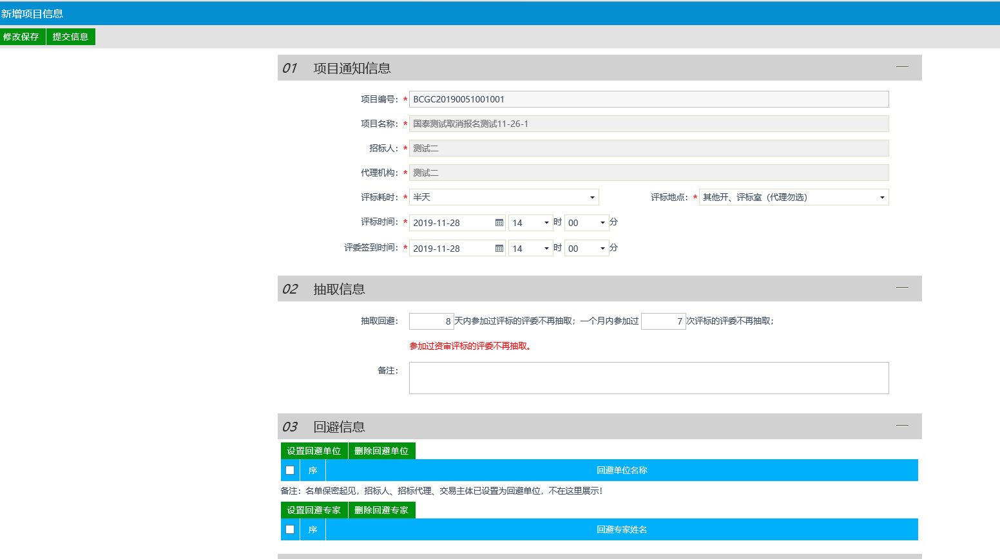 新增项目信息
修改保存 提交信息
01 项目通知信息
项目编号：* BCGC20190051001001
项目名称：* 国泰测试取消报名测试11-26-1
招标人：* 测试二
代理机构：* 测试二
评标耗时：* 半天 评标地点：* 其他开、评标室（代理勿选）
评标时间：* 2019-11-28 14 时 00 分
评委签到时间：* 2019-11-28 14 时 00 分
02 抽取信息
抽取回避： 8 天内参加过评标的评委不再抽取；一个月内参加过 7 次评标的评委不再抽取；
参加过资审评标的评委不再抽取。
备注：
03 回避信息
设置回避单位 删除回避单位
序 回避单位名称
备注：名单保密起见，招标人、招标代理、交易主体已设置为回避单位，不在这里展示！
设置回避专家 删除回避专家
序 回避专家姓名